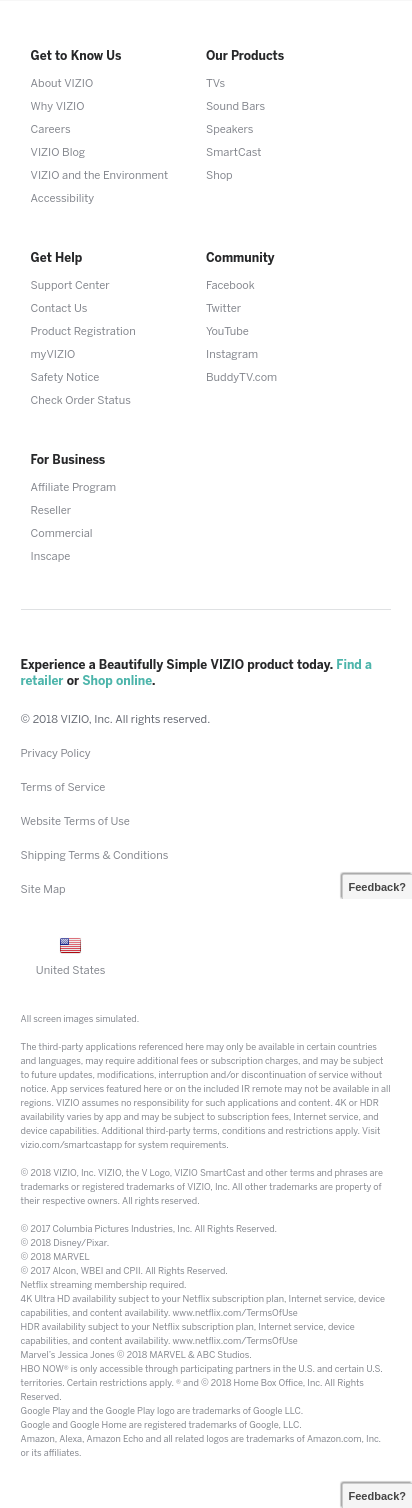 Get to Know Us
About VIZIO
Why VIZIO
Careers
VIZIO Blog
VIZIO and the Environment
Accessibility
Our Products
TVs
Sound Bars
Speakers
SmartCast
Shop
Get Help
Support Center
Contact Us
Product Registration
myVIZIO
Safety Notice
Check Order Status
Community
Facebook
Twitter
YouTube
Instagram
BuddyTV.com
For Business
Affiliate Program
Reseller
Commercial
Inscape
Experience a Beautifully Simple VIZIO product today. Find a
retailer or Shop online.
© 2018 VIZIO, Inc. All rights reserved.
Privacy Policy
Terms of Service
Website Terms of Use
Shipping Terms & Conditions
Site Map
Feedback?
United States
All screen images simulated.
The third-party applications referenced here may only be available in certain countries
and languages, may require additional fees or subscription charges, and may be subject
to future updates, modifications, interruption and/or discontinuation of service without
notice. App services featured here or on the included IR remote may not be available in all
regions. VIZIO assumes no responsibility for such applications and content. 4K or HDR
availability varies by app and may be subject to subscription fees, Internet service, and
device capabilities. Additional third-party terms, conditions and restrictions apply. Visit
vizio.com/smartcastapp for system requirements.
© 2018 VIZIO, Inc. VIZIO, the V Logo, VIZIO SmartCast and other terms and phrases are
trademarks or registered trademarks of VIZIO, Inc. All other trademarks are property of
their respective owners. All rights reserved.
© 2017 Columbia Pictures Industries, Inc. All Rights Reserved.
© 2018 Disney/Pixar.
© 2018 MARVEL
© 2017 Alcon, WBEI and CPII. All Rights Reserved.
Netflix streaming membership required.
4K Ultra HD availability subject to your Netflix subscription plan, Internet service, device
capabilities, and content availability. www.netflix.com/TermsOfUse
HDR availability subject to your Netflix subscription plan, Internet service, device
capabilities, and content availability. www.netflix.com/TermsOfUse
Marvel's Jessica Jones © 2018 MARVEL & ABC Studios.
HBO NOW® is only accessible through participating partners in the U.S. and certain U.S.
territories. Certain restrictions apply. ® and © 2018 Home Box Office, Inc. All Rights
Reserved.
Google Play and the Google Play logo are trademarks of Google LLC.
Google and Google Home are registered trademarks of Google, LLC.
Amazon, Alexa, Amazon Echo and all related logos are trademarks of Amazon.com, Inc.
or its affiliates.
Feedback?